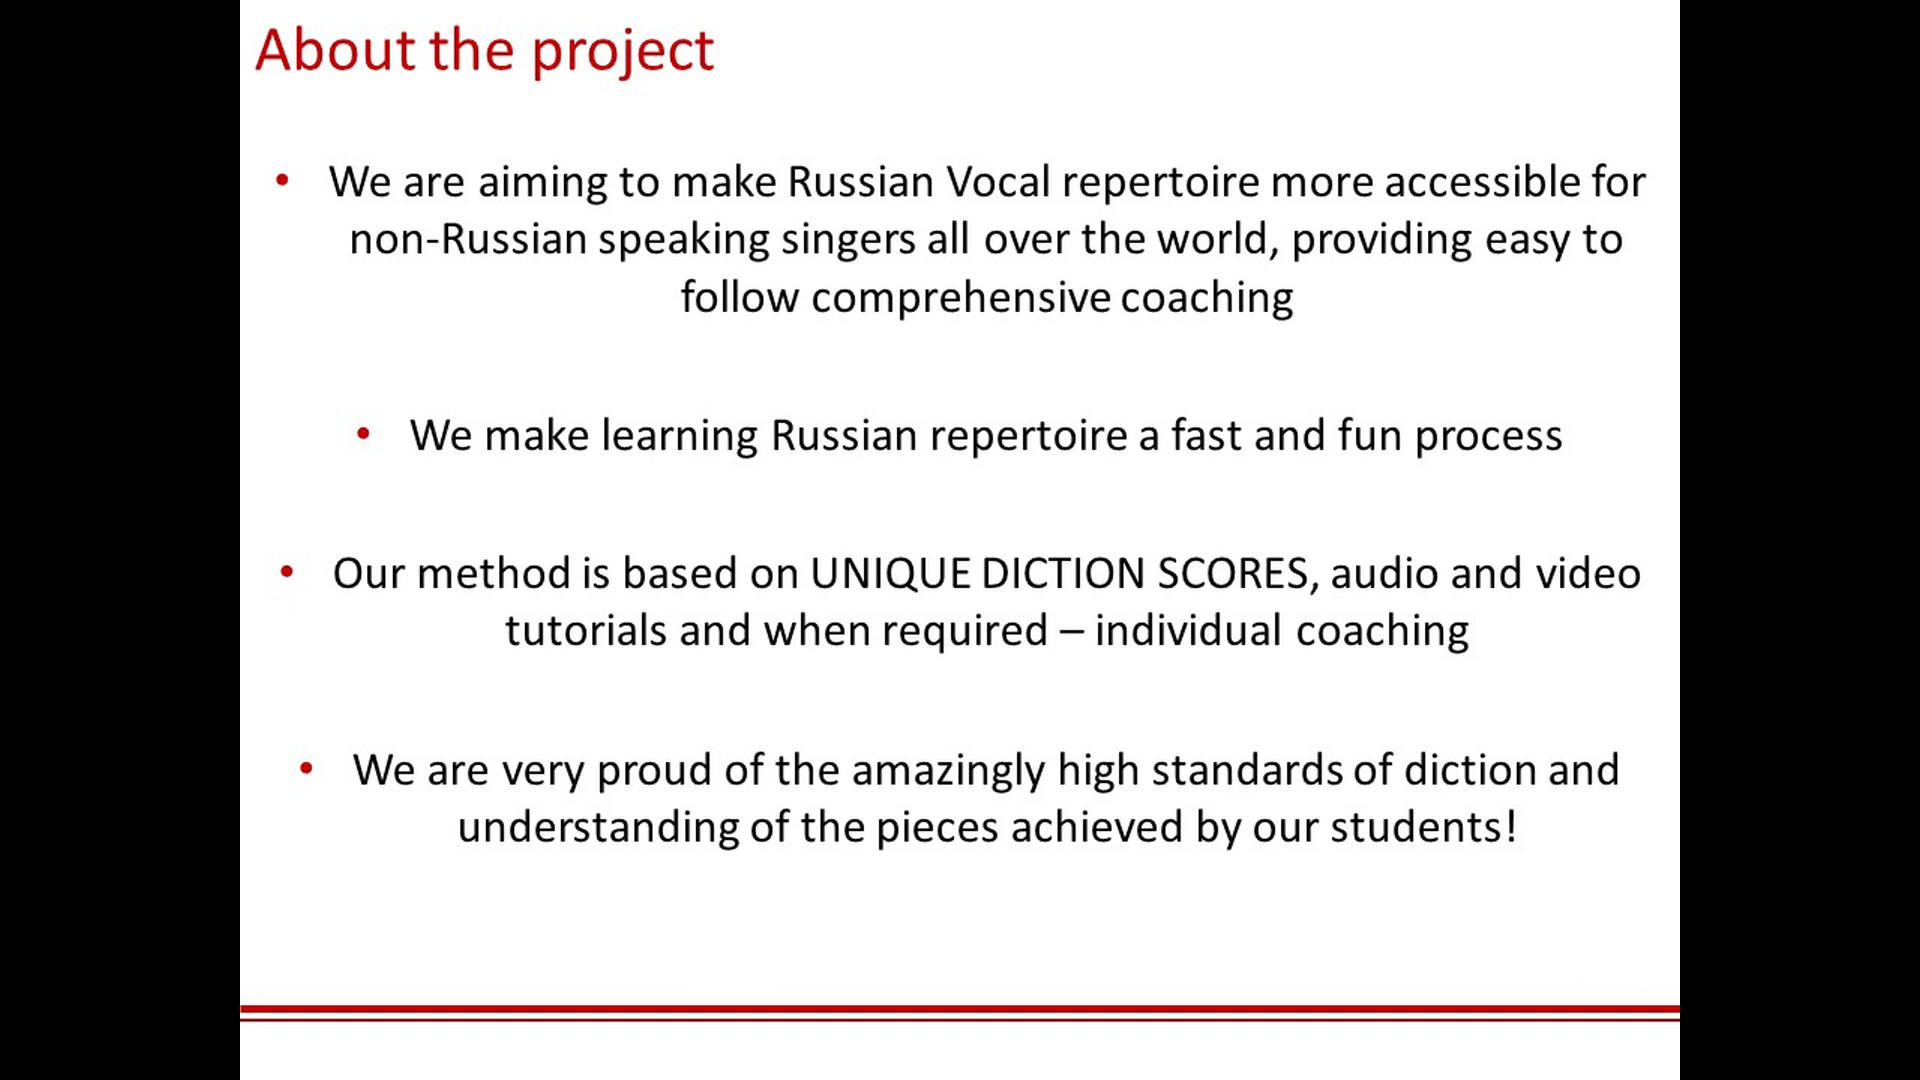 About the project
• We are aiming to make Russian Vocal repertoire more accessible for
non-Russian speaking singers all over the world, providing easy to
follow comprehensive coaching
• We make learning Russian repertoire a fast and fun process
• Our method is based on UNIQUE DICTION SCORES, audio and video
tutorials and when required – individual coaching
• We are very proud of the amazingly high standards of diction and
understanding of the pieces achieved by our students!